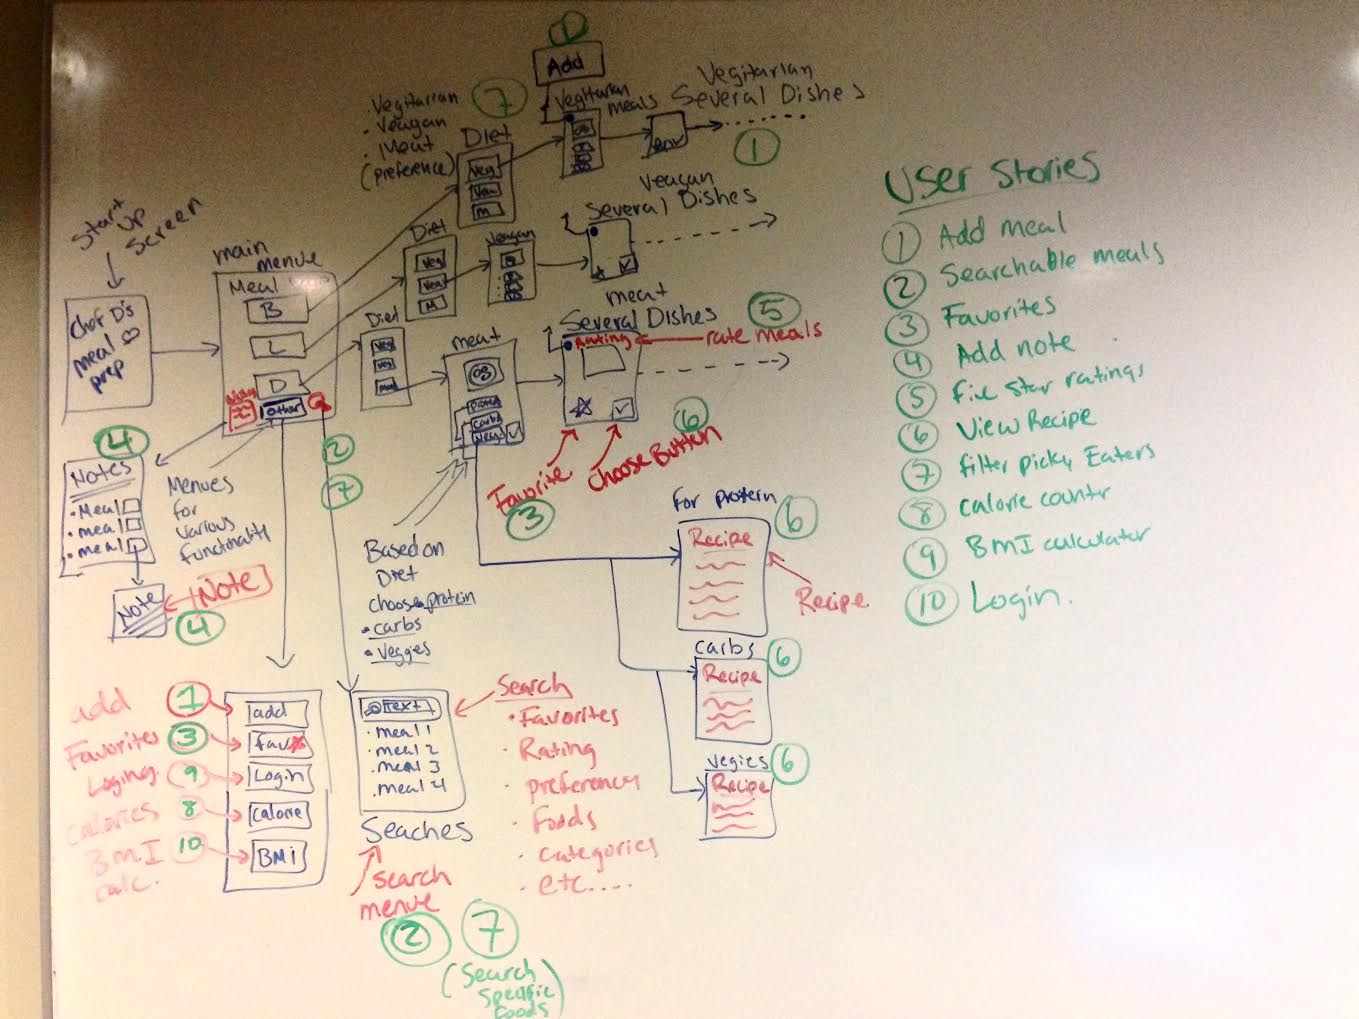 1
Add
7
Vegitarian
Several Dishes
1
. Vegitarian
. Veagan
. Meat
(preference)
Diet
Veg
Vea
M
Vegitarian
meals
Start
up
Screen
Chef D's
meal
prep
main
menue
Meal
B
L
D
other
Diet
Veg
Vea
M
Veagan
Veagan
Several Dishes
Diet
Veg
Veg
meat
protein
carbs
Veag
meat
Several Dishes
Rating
5
rate meals
6
Favorite
3
Choose Button
2
7
4
Notes
. Meal
. meal
. meal
Note
Note
4
Menues
for
various
functionality
Based on
Diet
choose protein
. carbs
. veggies
for protein
6
Recipe
Recipe
carbs
6
Recipe
vegies
6
Recipe
add
1
add
Favorites
3
fav
Loging
9
Login
calories
8
calorie
BMI
calc.
10
BMI
Text
. meal 1
. meal 2
. meal 3
. meal 4
Seaches
search
menue
2
7
(Search
specific
foods)
Search
. Favorites
. Rating
. preferency
. Foods
. categories
. etc.....
User Stories
1 Add meal
2 Searchable meals
3 Favorites
4 Add note
5 five star ratings
6 View Recipe
7 filter picky Eaters
8 calorie counter
9 BMI calculator
10 Login.